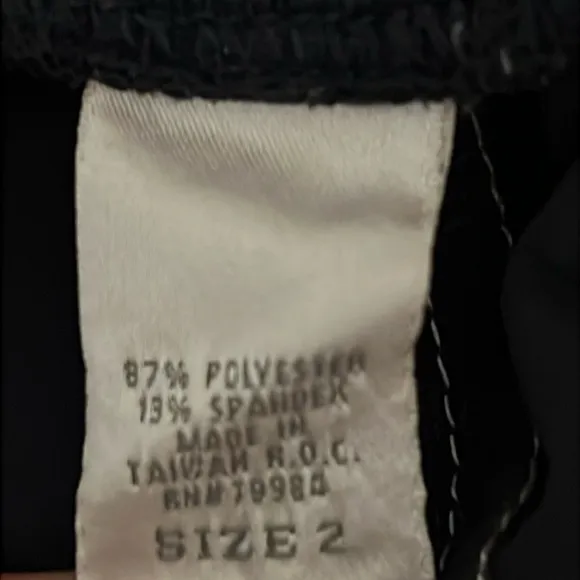 87% POLYESTER
13% SPANDEX
MADE IN
TAIWAN R.O.C.
RN# 79984
SIZE 2